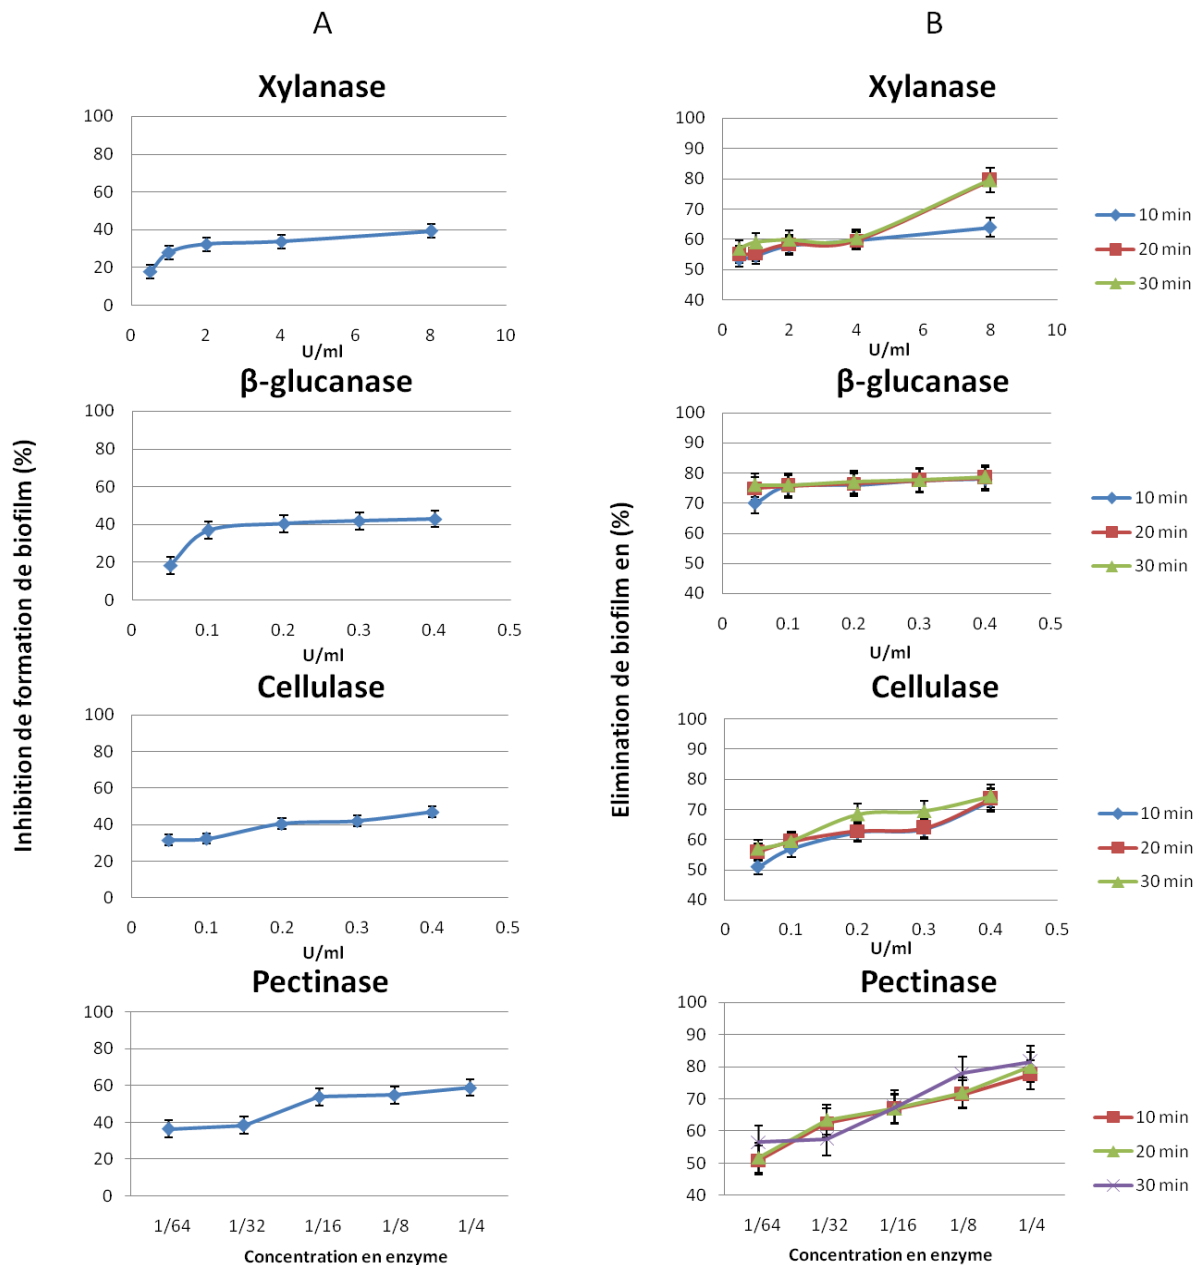 A
B
Inhibition de formation de biofilm (%)
Xylanase
100
80
60
40
20
0
0 2 4 6 8 10
U/ml
β-glucanase
100
80
60
40
20
0
0 0.1 0.2 0.3 0.4 0.5
U/ml
Cellulase
100
80
60
40
20
0
0 0.1 0.2 0.3 0.4 0.5
U/ml
Pectinase
100
80
60
40
20
0
1/64 1/32 1/16 1/8 1/4
Concentration en enzyme
Elimination de biofilm en (%)
Xylanase
100
90
80
70
60
50
40
0 2 4 6 8 10
U/ml
10 min
20 min
30 min
β-glucanase
100
90
80
70
60
50
40
0 0.1 0.2 0.3 0.4 0.5
U/ml
10 min
20 min
30 min
Cellulase
100
90
80
70
60
50
40
0 0.1 0.2 0.3 0.4 0.5
U/ml
10 min
20 min
30 min
Pectinase
100
90
80
70
60
50
40
1/64 1/32 1/16 1/8 1/4
Concentration en enzyme
10 min
20 min
30 min